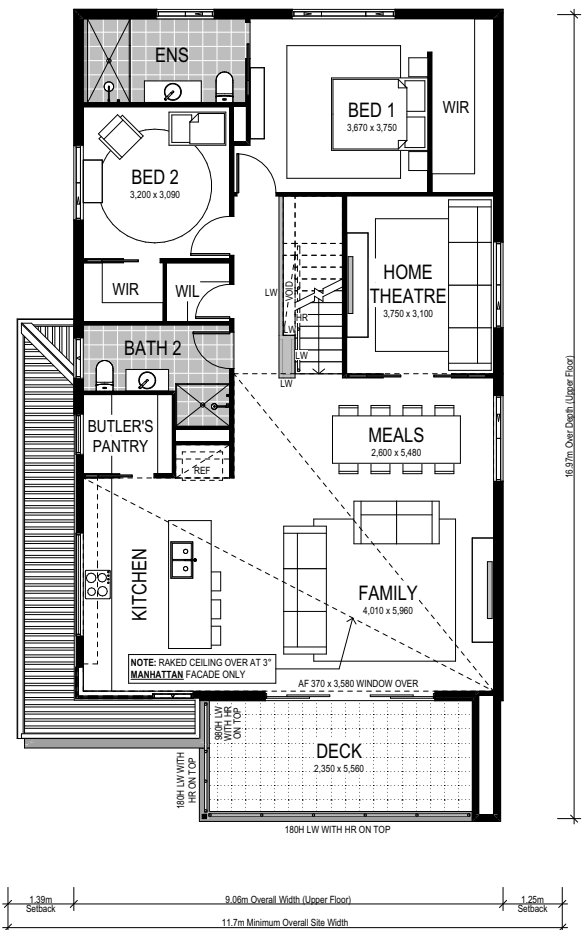 ENS
BED 1
3,670 x 3,750
WIR
BED 2
3,200 x 3,090
WIR
WIL
LW
VOID
HR
LW
LW
LW
HOME
THEATRE
3,750 x 3,100
BATH 2
BUTLER'S
PANTRY
REF
MEALS
2,600 x 5,480
KITCHEN
FAMILY
4,010 x 5,960
NOTE: RAKED CEILING OVER AT 3°
MANHATTAN FACADE ONLY
AF 370 x 3,580 WINDOW OVER
980H LW
WITH HR
ON TOP
DECK
2,350 x 5,560
180H LW WITH
HR ON TOP
180H LW WITH HR ON TOP
16.97m Over Depth (Upper Floor)
1.39m
Setback
9.06m Overall Width (Upper Floor)
1.25m
Setback
11.7m Minimum Overall Site Width